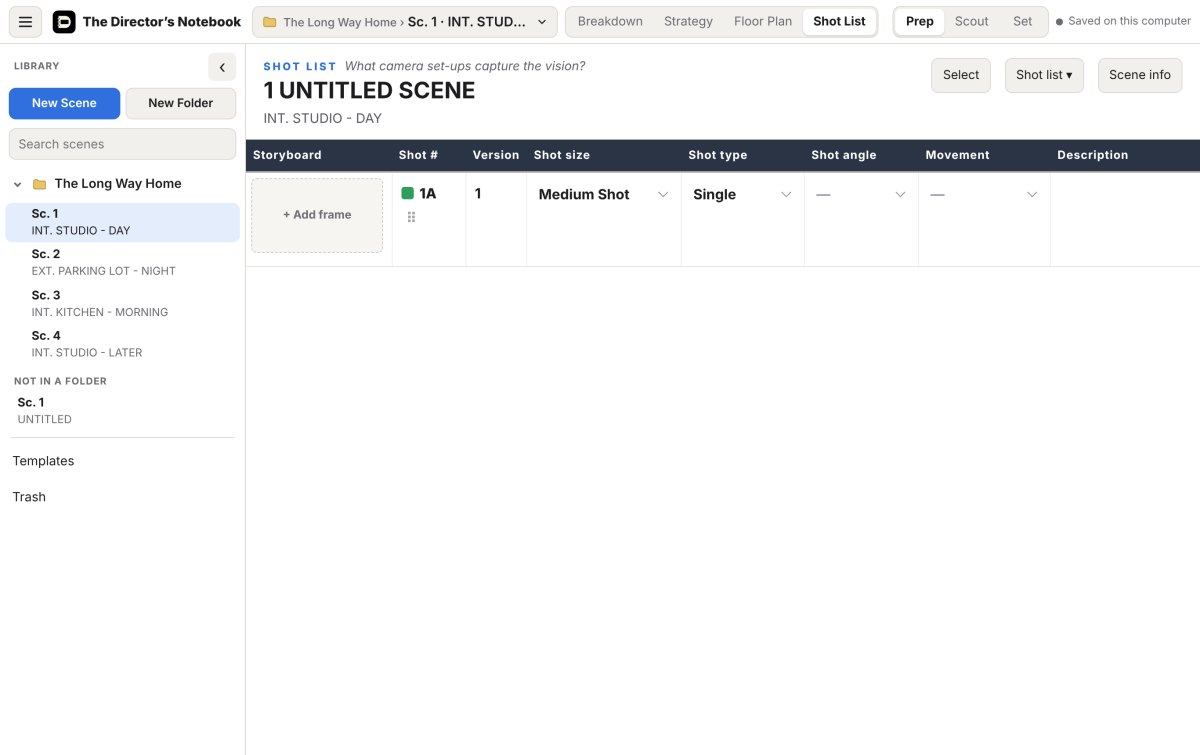 The Director's Notebook
The Long Way Home › Sc. 1 · INT. STUD...
Breakdown Strategy Floor Plan Shot List
Prep Scout Set
Saved on this computer
LIBRARY
New Scene New Folder
Search scenes
The Long Way Home
Sc. 1
INT. STUDIO - DAY
Sc. 2
EXT. PARKING LOT - NIGHT
Sc. 3
INT. KITCHEN - MORNING
Sc. 4
INT. STUDIO - LATER
NOT IN A FOLDER
Sc. 1
UNTITLED
Templates
Trash
SHOT LIST What camera set-ups capture the vision?
1 UNTITLED SCENE
INT. STUDIO - DAY
Select Shot list ▾ Scene info
Storyboard Shot # Version Shot size Shot type Shot angle Movement Description
+ Add frame 1A 1 Medium Shot Single — —